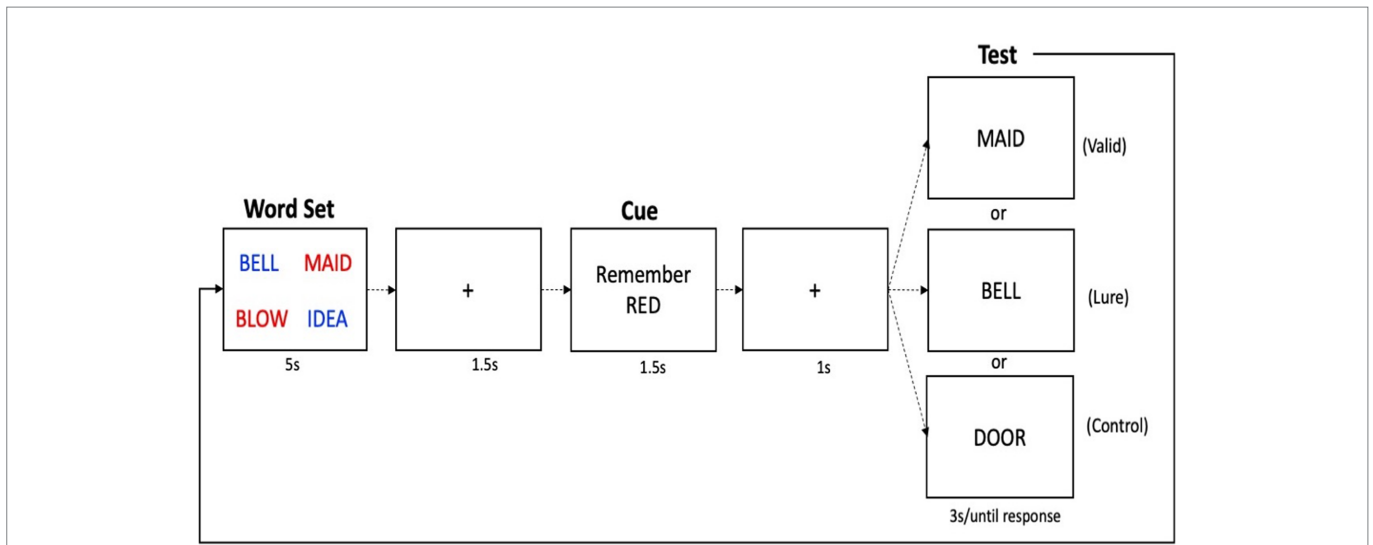 Test
MAID
(Valid)
or
Word Set
Cue
BELL MAID
BLOW IDEA
+
Remember
RED
+
BELL
(Lure)
5s
1.5s
1.5s
1s
or
DOOR
(Control)
3s/until response